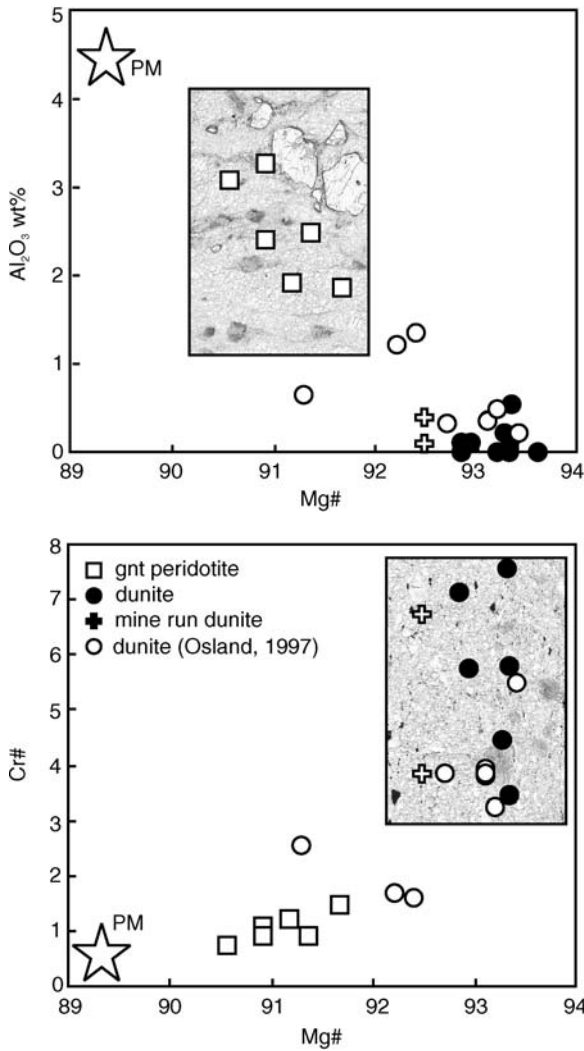 5
4
3
2
1
0
Al₂O₃ wt%
PM
89 90 91 92 93 94
Mg#
8
7
6
5
4
3
2
1
0
Cr#
gnt peridotite
dunite
mine run dunite
dunite (Osland, 1997)
PM
89 90 91 92 93 94
Mg#